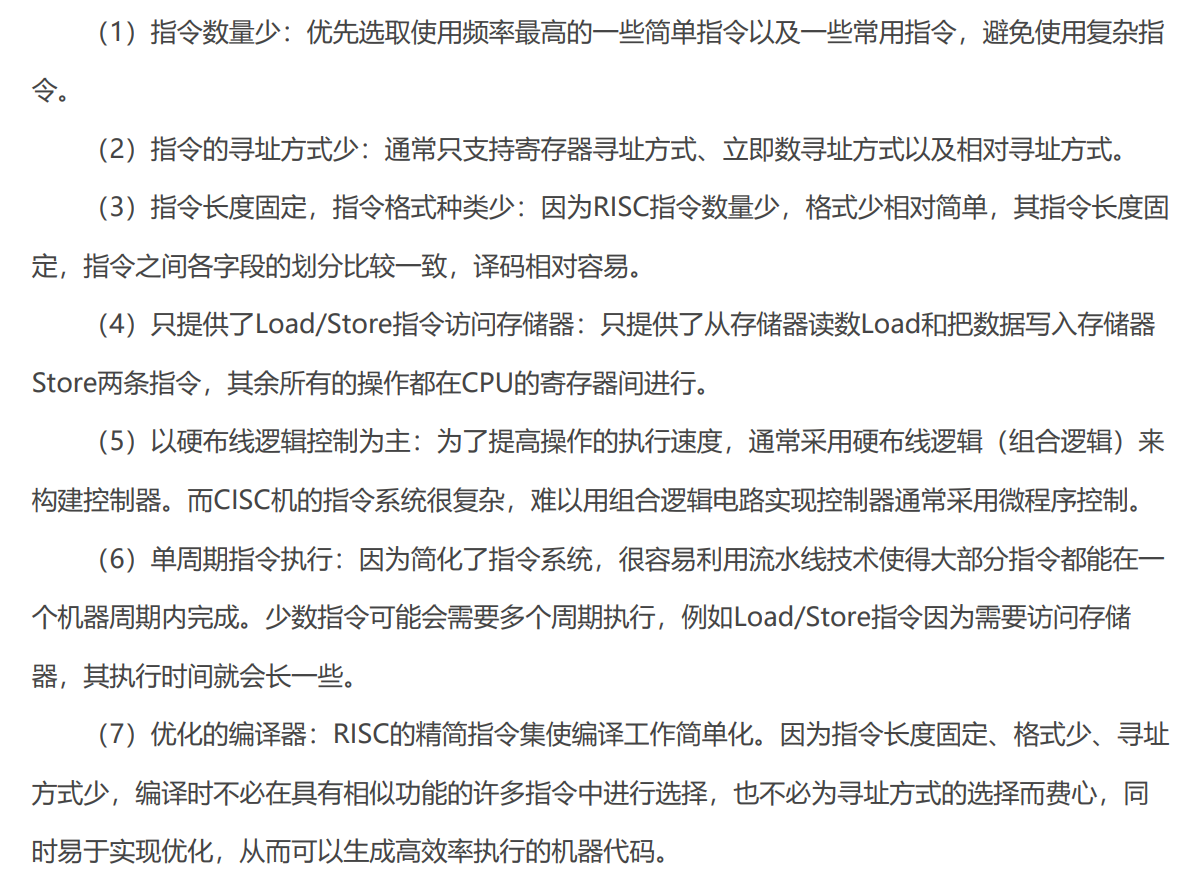 （1）指令数量少：优先选取使用频率最高的一些简单指令以及一些常用指令，避免使用复杂指
令。
（2）指令的寻址方式少：通常只支持寄存器寻址方式、立即数寻址方式以及相对寻址方式。
（3）指令长度固定，指令格式种类少：因为RISC指令数量少，格式少相对简单，其指令长度固
定，指令之间各字段的划分比较一致，译码相对容易。
（4）只提供了Load/Store指令访问存储器：只提供了从存储器读数Load和把数据写入存储器
Store两条指令，其余所有的操作都在CPU的寄存器间进行。
（5）以硬布线逻辑控制为主：为了提高操作的执行速度，通常采用硬布线逻辑（组合逻辑）来
构建控制器。而CISC机的指令系统很复杂，难以用组合逻辑电路实现控制器通常采用微程序控制。
（6）单周期指令执行：因为简化了指令系统，很容易利用流水线技术使得大部分指令都能在一
个机器周期内完成。少数指令可能会需要多个周期执行，例如Load/Store指令因为需要访问存储
器，其执行时间就会长一些。
（7）优化的编译器：RISC的精简指令集使编译工作简单化。因为指令长度固定、格式少、寻址
方式少，编译时不必在具有相似功能的许多指令中进行选择，也不必为寻址方式的选择而费心，同
时易于实现优化，从而可以生成高效率执行的机器代码。